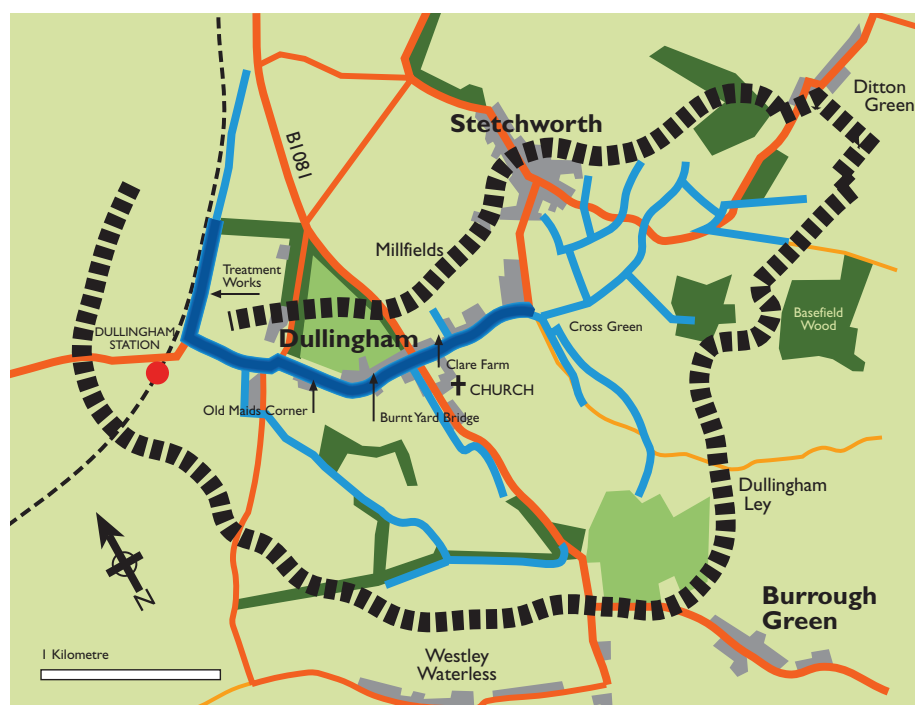 Ditton
Green
Stetchworth
B1081
Millfields
Treatment
Works
DULLINGHAM
STATION
Dullingham
Cross Green
Basefield
Wood
Clare Farm
CHURCH
Old Maids Corner
Burnt Yard Bridge
Dullingham
Ley
N
Burrough
Green
1 Kilometre
Westley
Waterless